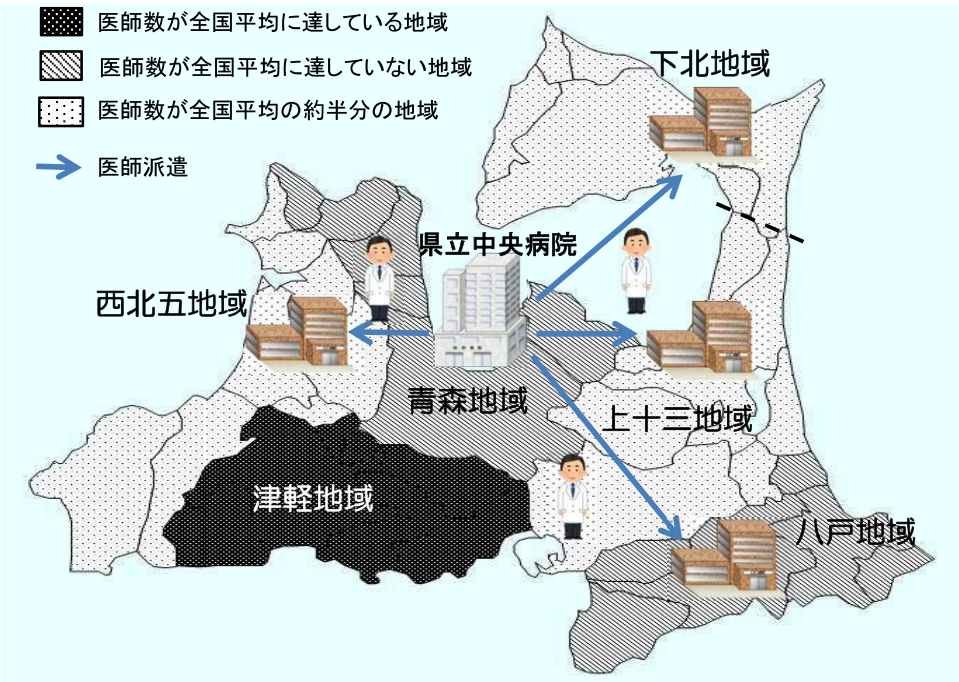 医師数が全国平均に達している地域
医師数が全国平均に達していない地域
医師数が全国平均の約半分の地域
医師派遣
下北地域
県立中央病院
西北五地域
青森地域
上十三地域
津軽地域
八戸地域